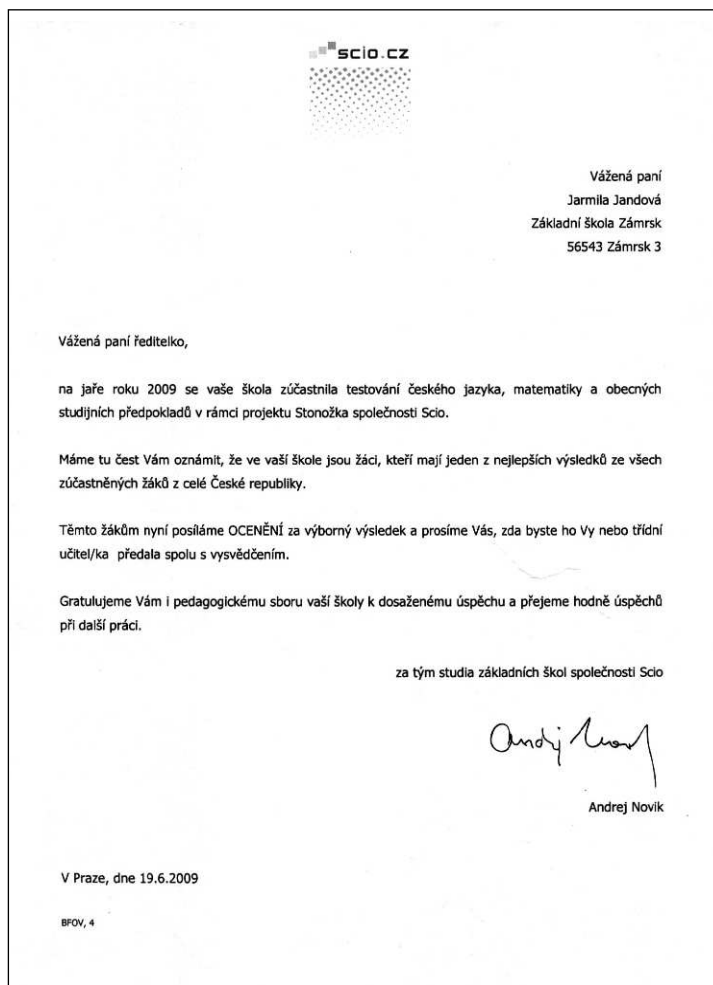 scio.cz
Vážená paní
Jarmila Jandová
Základní škola Zámrsk
56543 Zámrsk 3
Vážená paní ředitelko,
na jaře roku 2009 se vaše škola zúčastnila testování českého jazyka, matematiky a obecných
studijních předpokladů v rámci projektu Stonožka společnosti Scio.
Máme tu čest Vám oznámit, že ve vaší škole jsou žáci, kteří mají jeden z nejlepších výsledků ze všech
zúčastněných žáků z celé České republiky.
Těmto žákům nyní posíláme OCENĚNÍ za výborný výsledek a prosíme Vás, zda byste ho Vy nebo třídní
učitel/ka předala spolu s vysvědčením.
Gratulujeme Vám i pedagogickému sboru vaší školy k dosaženému úspěchu a přejeme hodně úspěchů
při další práci.
za tým studia základních škol společnosti Scio
Andrej Novik
V Praze, dne 19.6.2009
BFOV, 4